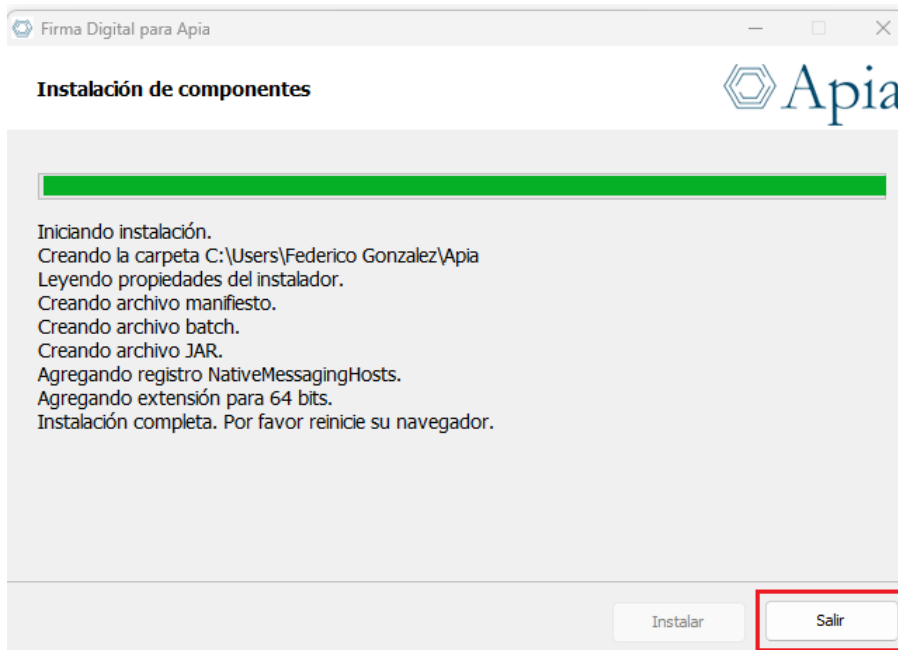 Firma Digital para Apia
Instalación de componentes
Apia
Iniciando instalación.
Creando la carpeta C:\Users\Federico Gonzalez\Apia
Leyendo propiedades del instalador.
Creando archivo manifiesto.
Creando archivo batch.
Creando archivo JAR.
Agregando registro NativeMessagingHosts.
Agregando extensión para 64 bits.
Instalación completa. Por favor reinicie su navegador.
Instalar
Salir